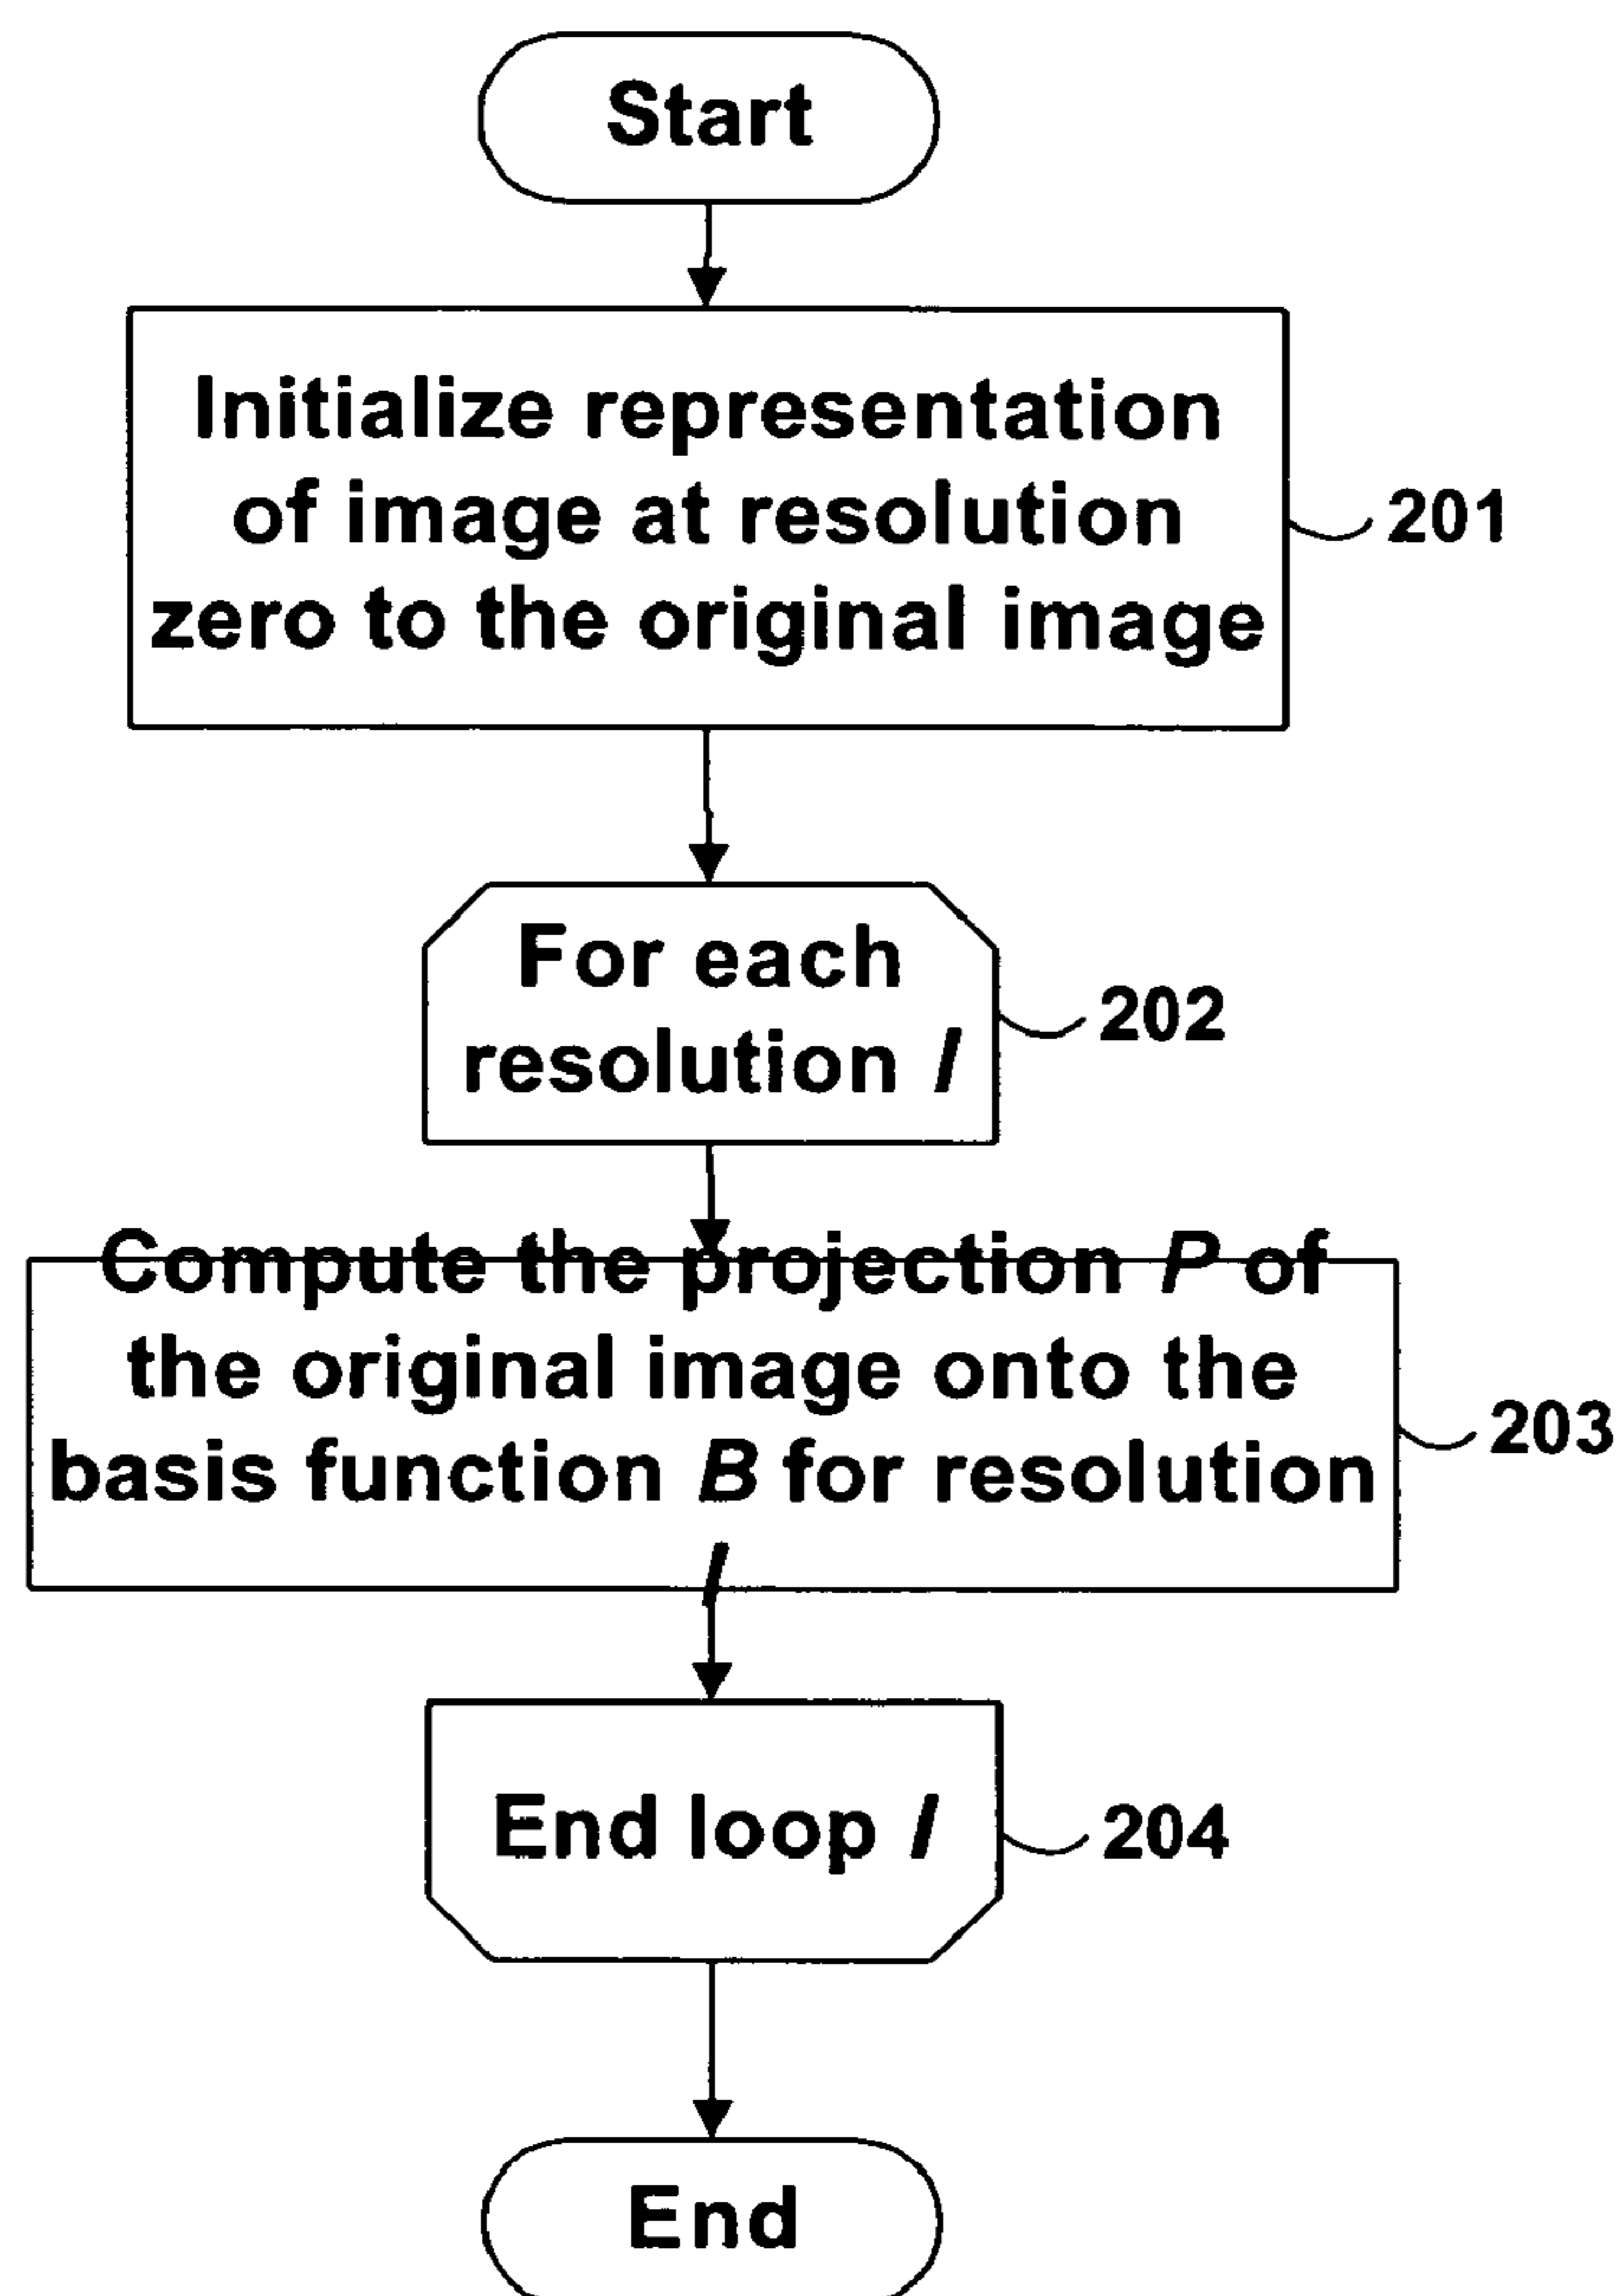 Start
Initialize representation
of image at resolution
zero to the original image
201
For each
resolution l
202
Compute the projection P of
the original image onto the
basis function B for resolution
l
203
End loop l
204
End